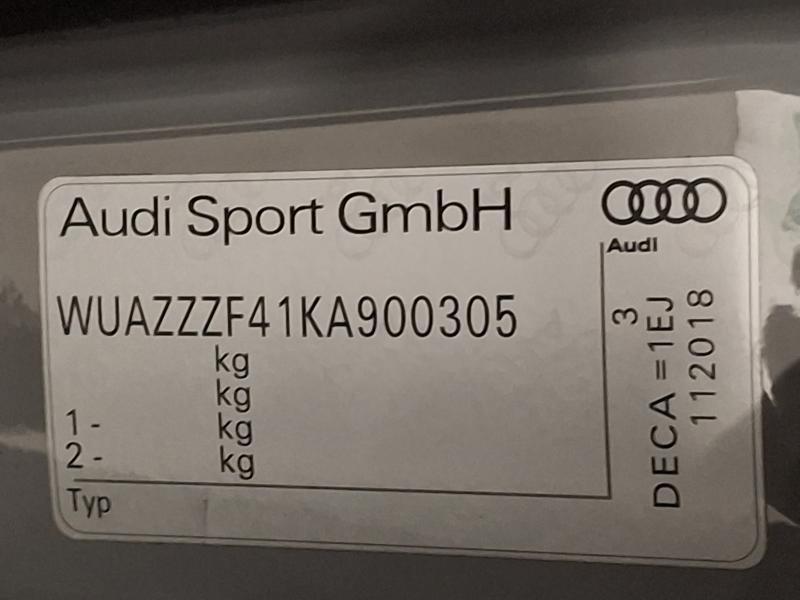 Audi Sport GmbH
Audi
WUAZZZF41KA900305
kg
kg
1 - kg
2 - kg
Typ
3
DECA = 1EJ
112018